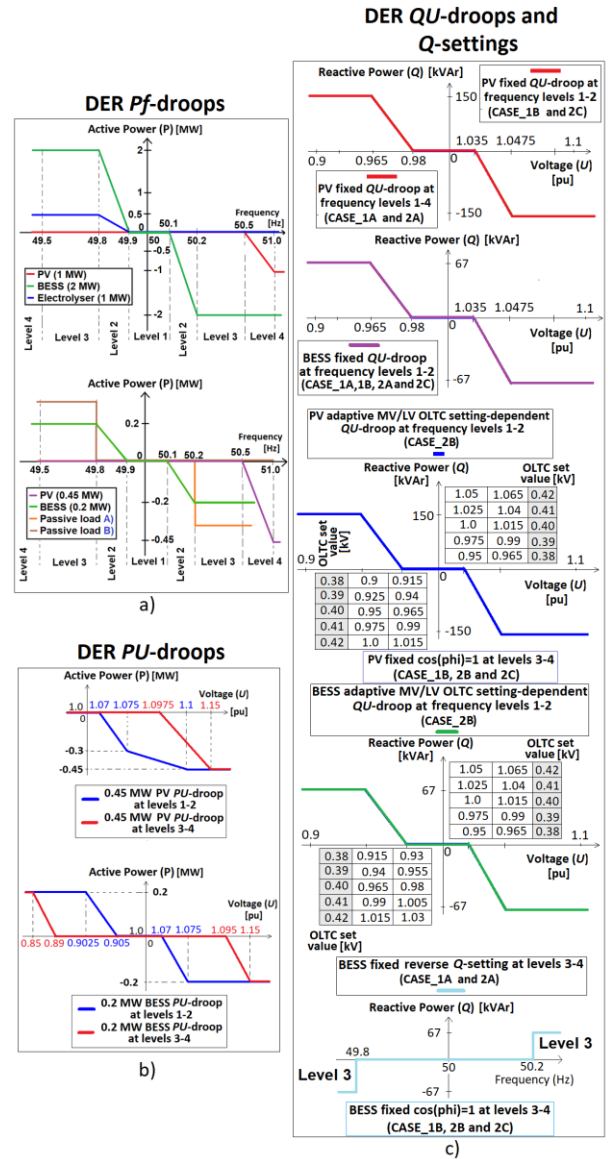 DER Pf-droops
Active Power (P) [MW]
2
1
0.5
0
-0.5
-1
-2
49.5
49.8
49.9
50
50.1
50.2
50.5
51.0
Frequency
[Hz]
PV (1 MW)
BESS (2 MW)
Electrolyser (1 MW)
Level 4
Level 3
Level 2
Level 1
Level 2
Level 3
Level 4
Active Power (P) [MW]
0.2
0
-0.2
-0.45
49.5
49.8
49.9
50
50.1
50.2
50.5
51.0
Frequency
[Hz]
PV (0.45 MW)
BESS (0.2 MW)
Passive load A)
Passive load B)
Level 4
Level 3
Level 2
Level 1
Level 2
Level 3
Level 4
a)
DER PU-droops
Active Power (P) [MW]
1.0
0
1.07
1.075
1.0975
1.1
1.15
Voltage (U)
[pu]
-0.3
-0.45
0.45 MW PV PU-droop
at levels 1-2
0.45 MW PV PU-droop
at levels 3-4
Active Power (P) [MW]
0.2
Voltage (U)
[pu]
1.0
0
1.07
1.075
1.095
1.15
0.85
0.89
0.9025
0.905
-0.2
0.2 MW BESS PU-droop
at levels 1-2
0.2 MW BESS PU-droop
at levels 3-4
b)
DER QU-droops and
Q-settings
Reactive Power (Q) [kVAr]
PV fixed QU-droop at
frequency levels 1-2
(CASE_1B and 2C)
150
0.9
0.965
0.98
0
1.035
1.0475
1.1
Voltage (U)
[pu]
-150
PV fixed QU-droop at
frequency levels 1-4
(CASE_1A and 2A)
Reactive Power (Q) [kVAr]
67
0.9
0.965
0.98
0
1.035
1.0475
1.1
Voltage (U)
[pu]
-67
BESS fixed QU-droop
at frequency levels 1-2
(CASE_1A,1B, 2A and 2C)
PV adaptive MV/LV OLTC setting-dependent
QU-droop at frequency levels 1-2
(CASE_2B)
Reactive Power (Q)
[kVAr]
OLTC set
value [kV]
1.05 1.065 0.42
1.025 1.04 0.41
1.0 1.015 0.40
0.975 0.99 0.39
0.95 0.965 0.38
150
0.9
0
1.1
Voltage (U)
[pu]
OLTC set
value
[kV]
0.38 0.9 0.915
0.39 0.925 0.94
0.40 0.95 0.965
0.41 0.975 0.99
0.42 1.0 1.015
-150
PV fixed cos(phi)=1 at levels 3-4
(CASE_1B, 2B and 2C)
BESS adaptive MV/LV OLTC setting-dependent
QU-droop at frequency levels 1-2
(CASE_2B)
Reactive Power (Q)
[kVAr]
OLTC set
value [kV]
1.05 1.065 0.42
1.025 1.04 0.41
1.0 1.015 0.40
0.975 0.99 0.39
0.95 0.965 0.38
67
0.9
0
1.1
Voltage (U)
[pu]
0.38 0.915 0.93
0.39 0.94 0.955
0.40 0.965 0.98
0.41 0.99 1.005
0.42 1.015 1.03
OLTC set
value [kV]
-67
BESS fixed reverse Q-setting at levels 3-4
(CASE_1A and 2A)
Reactive Power (Q) [kVAr]
67
Level 3
49.8
50
50.2
Level 3
Frequency (Hz)
-67
BESS fixed cos(phi)=1 at levels 3-4
(CASE_1B, 2B and 2C)
c)